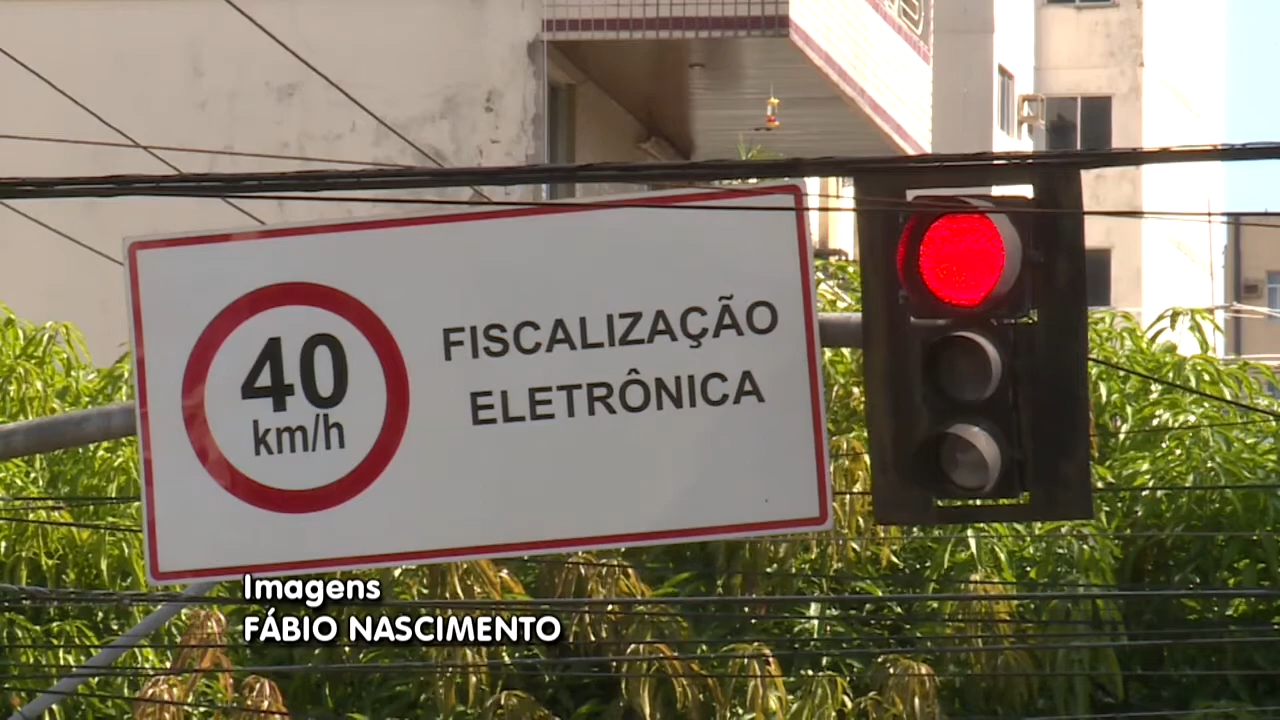 40
km/h
FISCALIZAÇÃO
ELETRÔNICA
Imagens
FÁBIO NASCIMENTO